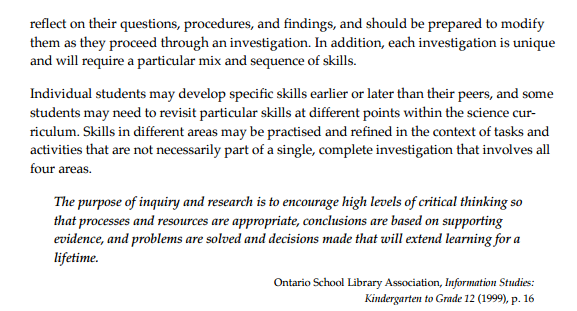 reflect on their questions, procedures, and findings, and should be prepared to modify
them as they proceed through an investigation. In addition, each investigation is unique
and will require a particular mix and sequence of skills.
Individual students may develop specific skills earlier or later than their peers, and some
students may need to revisit particular skills at different points within the science cur-
riculum. Skills in different areas may be practised and refined in the context of tasks and
activities that are not necessarily part of a single, complete investigation that involves all
four areas.
The purpose of inquiry and research is to encourage high levels of critical thinking so
that processes and resources are appropriate, conclusions are based on supporting
evidence, and problems are solved and decisions made that will extend learning for a
lifetime.
Ontario School Library Association, Information Studies:
Kindergarten to Grade 12 (1999), p. 16